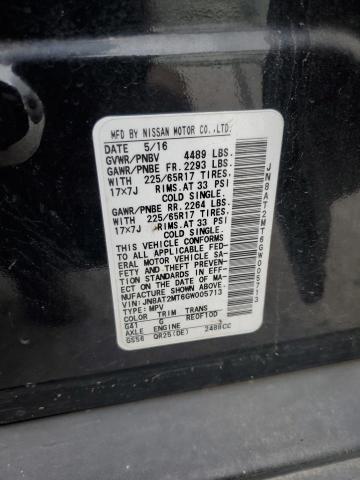 MFD BY NISSAN MOTOR CO.,LTD.
DATE 5/16
GVWR/PNBV 4489 LBS.
GAWR/PNBE FR. 2293 LBS.
WITH 225/65R17 TIRES,
17x7J RIMS.AT 33 PSI
COLD SINGLE.
GAWR/PNBE RR. 2264 LBS.
WITH 225/65R17 TIRES,
17x7J RIMS.AT 33 PSI
COLD SINGLE.
THIS VEHICLE CONFORMS
TO ALL APPLICABLE FED-
ERAL MOTOR VEHICLE SA-
FETY AND THEFT PREVEN-
TION STANDARDS IN EFF-
ECT ON THE DATE OF MA-
NUFACTURE SHOWN ABOVE.
VIN:JN8AT2MT6GW005713
TYPE:MPV
COLOR TRIM TRANS
G41 G RE0F10D
AXLE ENGINE
GS56 QR25(DE) 2488CC
JN8AT2MT6GW005713